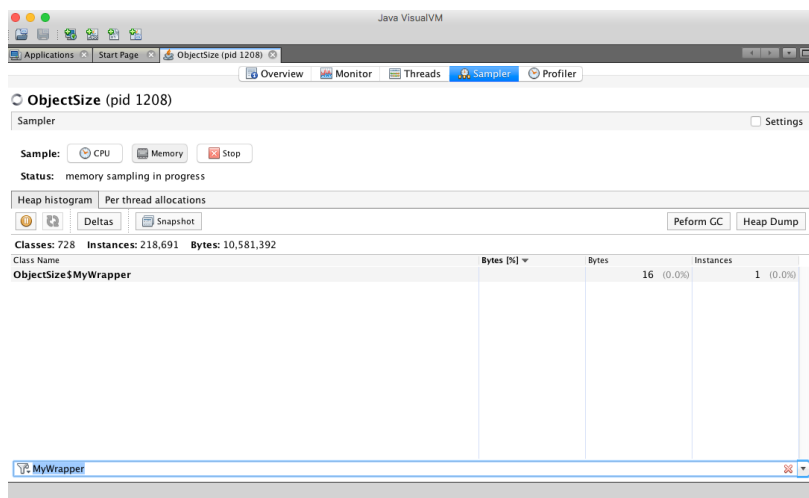 Java VisualVM
Applications Start Page ObjectSize (pid 1208)
Overview Monitor Threads Sampler Profiler
ObjectSize (pid 1208)
Sampler Settings
Sample: CPU Memory Stop
Status: memory sampling in progress
Heap histogram Per thread allocations
Deltas Snapshot Peform GC Heap Dump
Classes: 728 Instances: 218,691 Bytes: 10,581,392
Class Name Bytes [%] Bytes Instances
ObjectSize$MyWrapper 16 (0.0%) 1 (0.0%)
MyWrapper